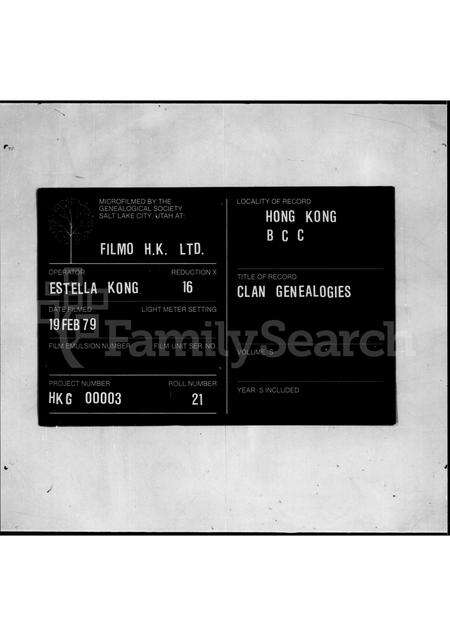 MICROFILMED BY THE
GENEALOGICAL SOCIETY
SALT LAKE CITY, UTAH AT:
FILMO H.K. LTD.
OPERATOR
REDUCTION X
ESTELLA KONG
16
DATE FILMED
LIGHT METER SETTING
19 FEB 79
FILM EMULSION NUMBER
FILM UNIT SER. NO.
PROJECT NUMBER
ROLL NUMBER
HKG 00003
21
LOCALITY OF RECORD
HONG KONG
B C C
TITLE OF RECORD
CLAN GENEALOGIES
VOLUME·S
YEAR·S INCLUDED
FamilySearch